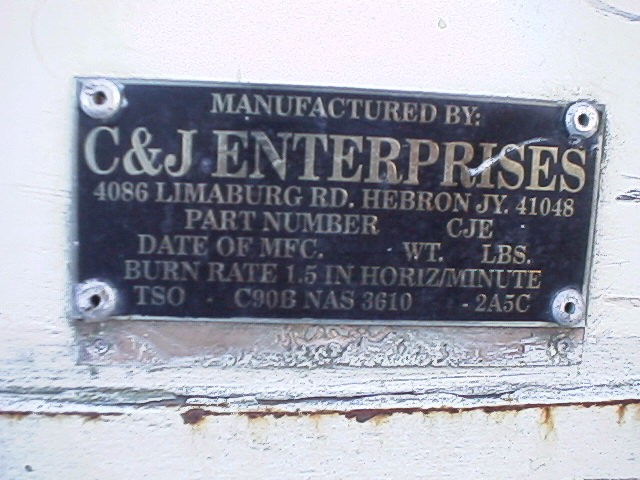 MANUFACTURED BY:
C&J ENTERPRISES
4086 LIMABURG RD. HEBRON JY. 41048
PART NUMBER CJE
DATE OF MFC. WT. LBS.
BURN RATE 1.5 IN HORIZ/MINUTE
TSO - C90B NAS 3610 - 2A5C